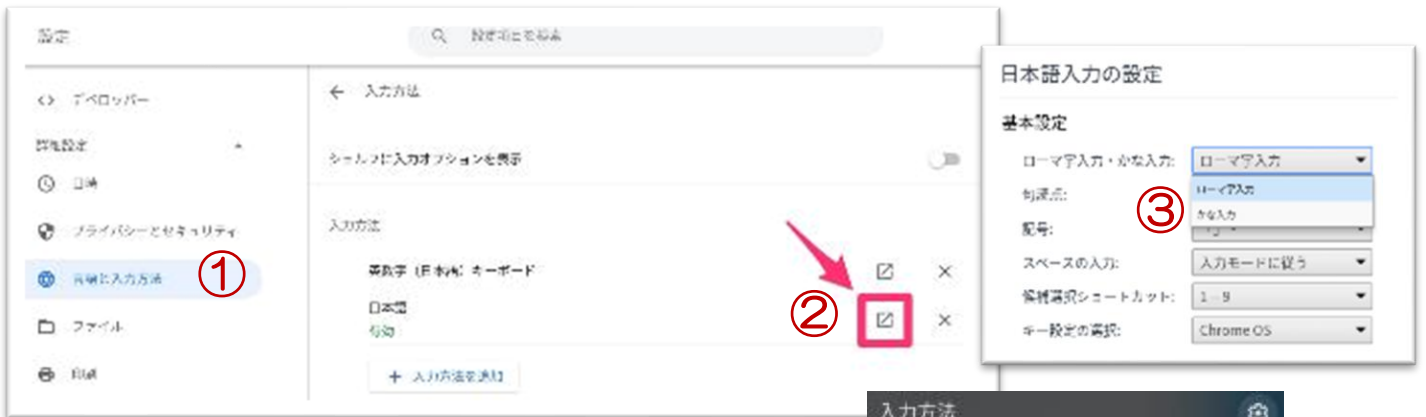 設定
設定項目を検索
デベロッパー
詳細設定
日時
プライバシーとセキュリティ
言語と入力方法
①
ファイル
印刷
入力方法
シェルフに入力オプションを表示
入力方法
英数字（日本語）キーボード
日本語
有効
②
＋ 入力方法を追加
日本語入力の設定
基本設定
ローマ字入力・かな入力:
ローマ字入力
ローマ字入力
かな入力
③
句読点:
記号:
スペースの入力:
入力モードに従う
候補選択ショートカット:
1 – 9
キー設定の選択:
Chrome OS
入力方法